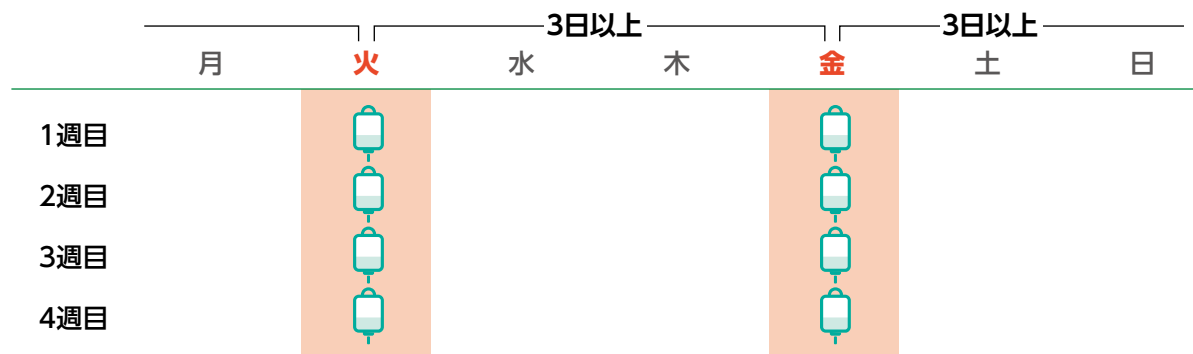 3日以上 3日以上
月 火 水 木 金 土 日
1週目
2週目
3週目
4週目